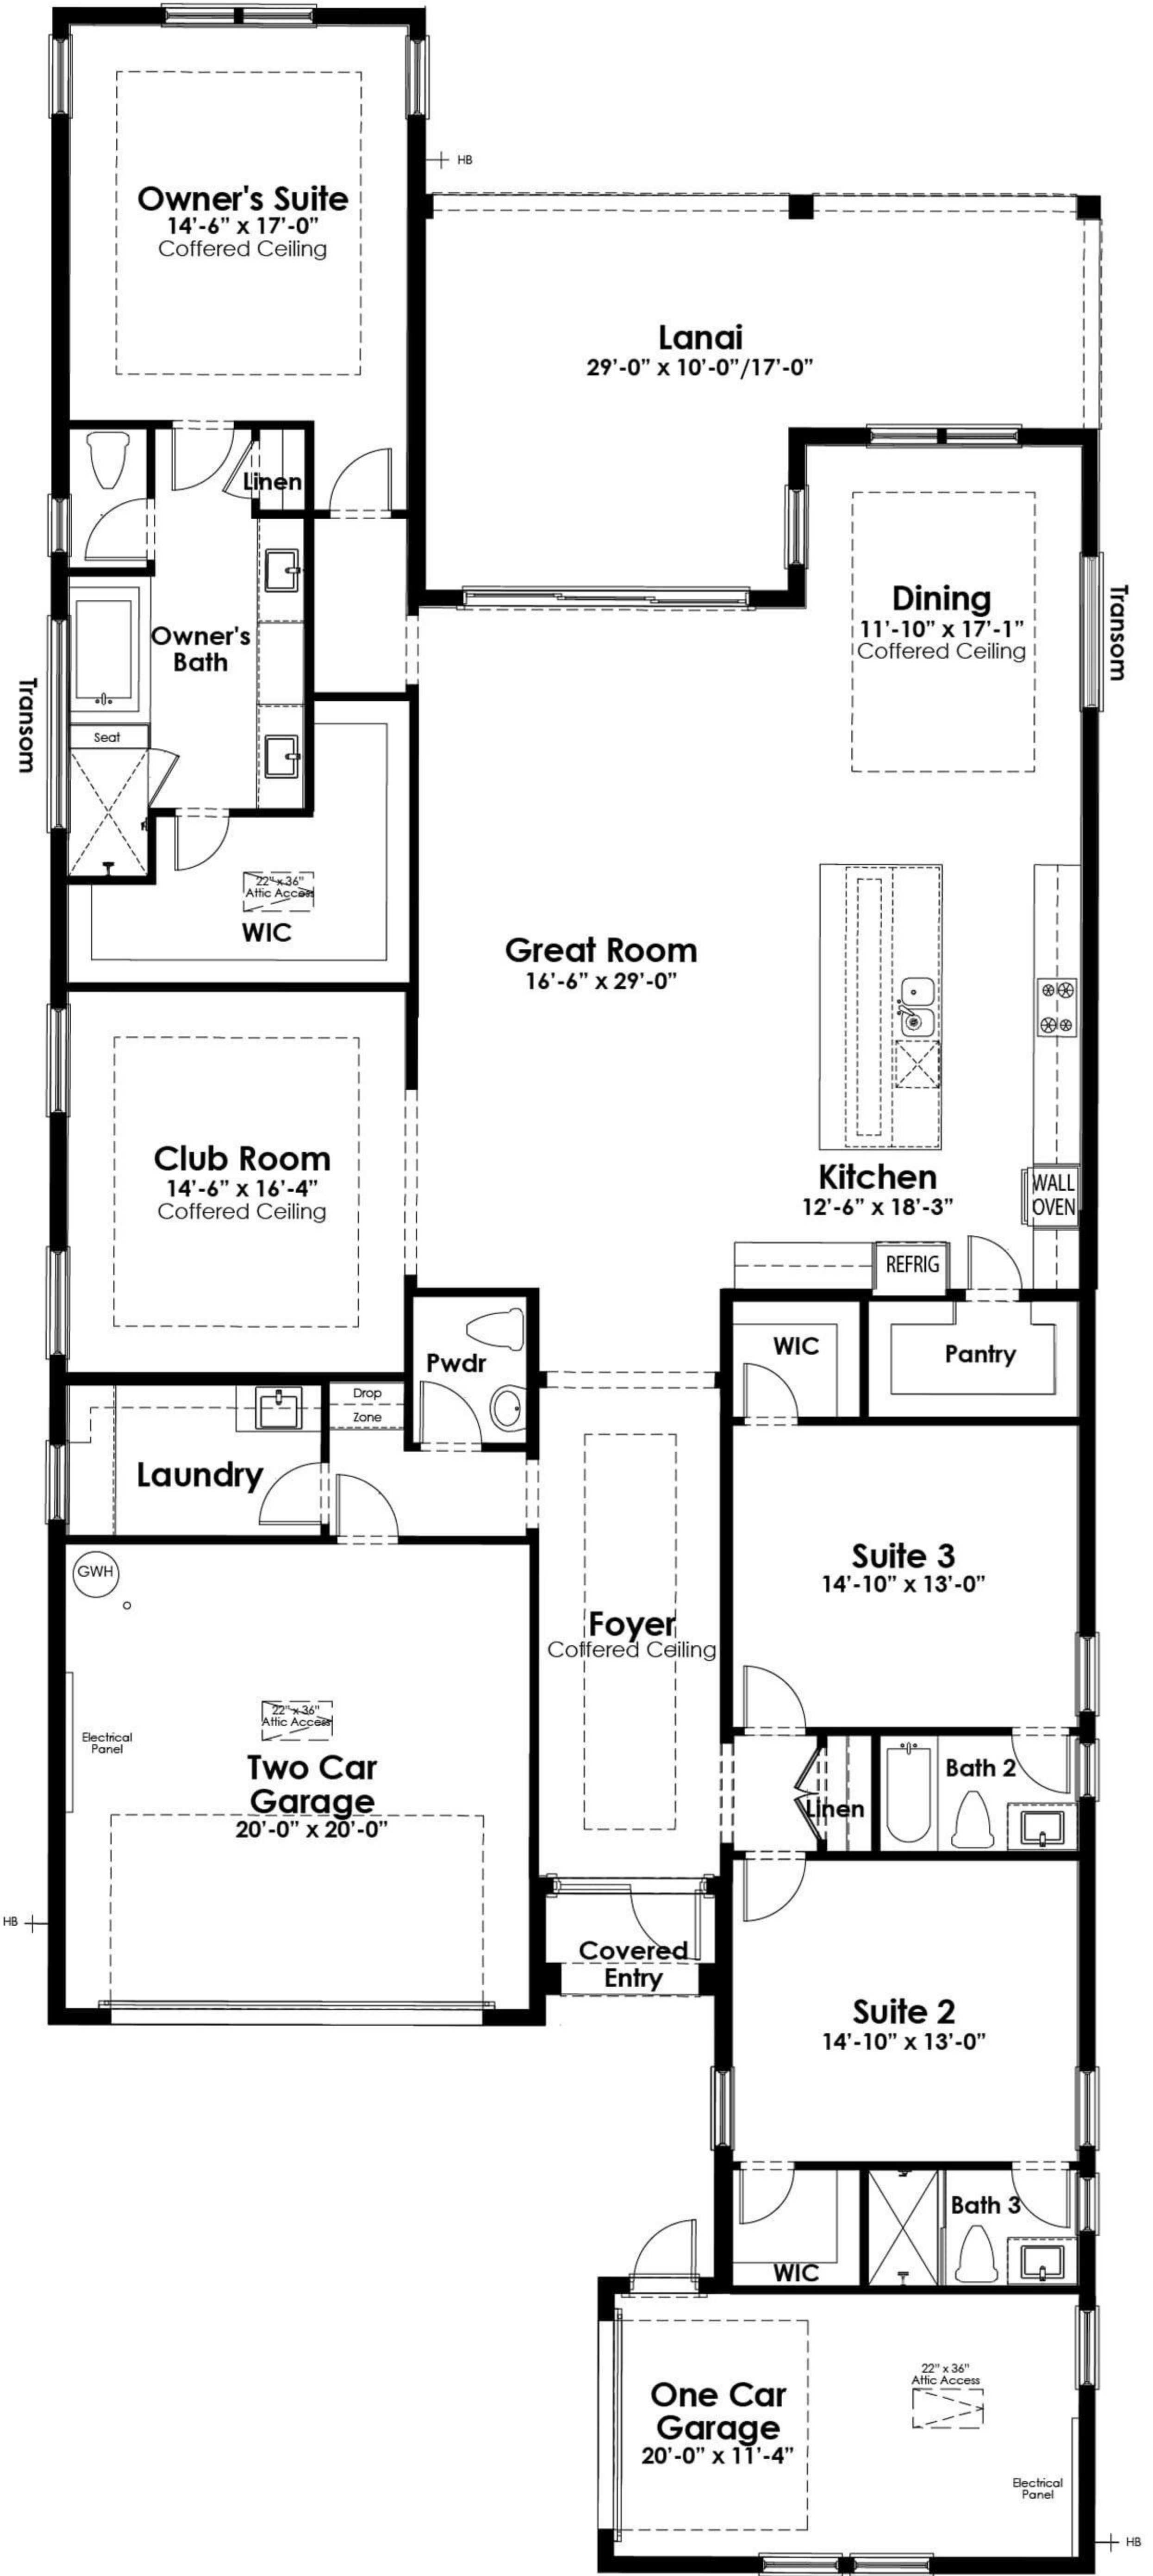 HB
Owner's Suite
14'-6” x 17'-0”
Coffered Ceiling
Lanai
29'-0” x 10'-0”/17'-0”
Linen
Dining
11'-10” x 17'-1”
Coffered Ceiling
Transom
Owner's
Bath
Transom
Seat
22” x 36”
Attic Access
WIC
Great Room
16'-6” x 29'-0”
Club Room
14'-6” x 16'-4”
Coffered Ceiling
Kitchen
12'-6” x 18'-3”
WALL
OVEN
REFRIG
WIC
Pantry
Pwdr
Drop
Zone
Laundry
Suite 3
14'-10” x 13'-0”
GWH
Foyer
Coffered Ceiling
22” x 36”
Attic Access
Electrical
Panel
Two Car
Garage
20'-0” x 20'-0”
Bath 2
Linen
HB
Covered
Entry
Suite 2
14'-10” x 13'-0”
Bath 3
WIC
22” x 36”
Attic Access
One Car
Garage
20'-0” x 11'-4”
Electrical
Panel
HB